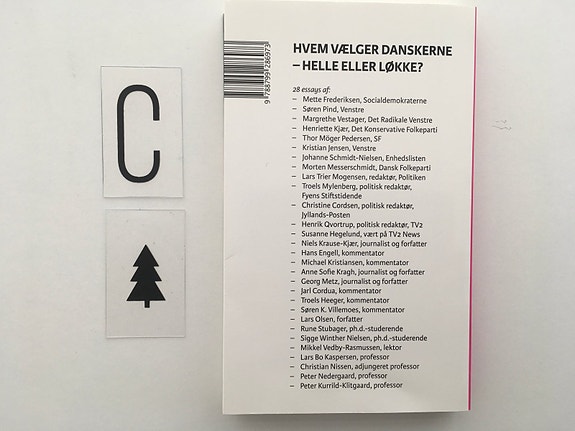 C
9 788799 286973
HVEM VÆLGER DANSKERNE
– HELLE ELLER LØKKE?
28 essays af:
– Mette Frederiksen, Socialdemokraterne
– Søren Pind, Venstre
– Margrethe Vestager, Det Radikale Venstre
– Henriette Kjær, Det Konservative Folkeparti
– Thor Möger Pedersen, SF
– Kristian Jensen, Venstre
– Johanne Schmidt-Nielsen, Enhedslisten
– Morten Messerschmidt, Dansk Folkeparti
– Lars Trier Mogensen, redaktør, Politiken
– Troels Mylenberg, politisk redaktør,
Fyens Stiftstidende
– Christine Cordsen, politisk redaktør,
Jyllands-Posten
– Henrik Qvortrup, politisk redaktør, TV2
– Susanne Hegelund, vært på TV2 News
– Niels Krause-Kjær, journalist og forfatter
– Hans Engell, kommentator
– Michael Kristiansen, kommentator
– Anne Sofie Kragh, journalist og forfatter
– Georg Metz, journalist og forfatter
– Jarl Cordua, kommentator
– Troels Heeger, kommentator
– Søren K. Villemoes, kommentator
– Lars Olsen, forfatter
– Rune Stubager, ph.d.-studerende
– Sigge Winther Nielsen, ph.d.-studerende
– Mikkel Vedby-Rasmussen, lektor
– Lars Bo Kaspersen, professor
– Christian Nissen, adjungeret professor
– Peter Nedergaard, professor
– Peter Kurrild-Klitgaard, professor